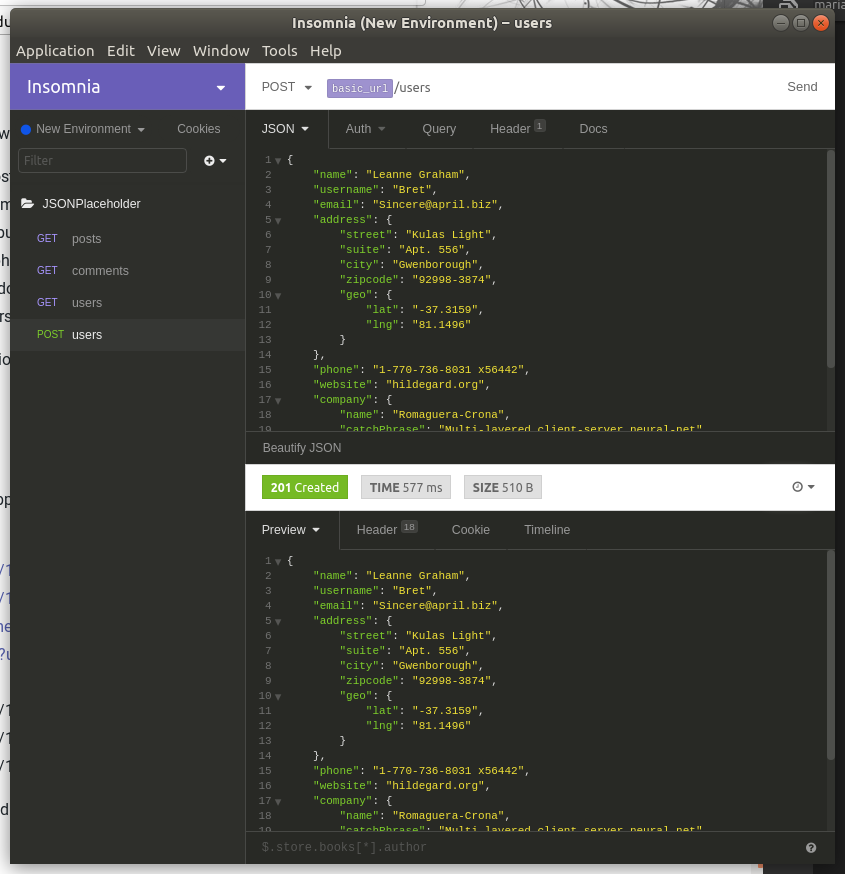 Insomnia (New Environment) – users
Application Edit View Window Tools Help
Insomnia
POST basic_url/users Send
New Environment Cookies
JSON Auth Query Header 1 Docs
Filter
JSONPlaceholder
GET posts
GET comments
GET users
POST users
1 {
2 "name": "Leanne Graham",
3 "username": "Bret",
4 "email": "Sincere@april.biz",
5 "address": {
6 "street": "Kulas Light",
7 "suite": "Apt. 556",
8 "city": "Gwenborough",
9 "zipcode": "92998-3874",
10 "geo": {
11 "lat": "-37.3159",
12 "lng": "81.1496"
13 }
14 },
15 "phone": "1-770-736-8031 x56442",
16 "website": "hildegard.org",
17 "company": {
18 "name": "Romaguera-Crona",
19 "catchPhrase": "Multi-layered client-server neural-net"
Beautify JSON
201 Created TIME 577 ms SIZE 510 B
Preview Header 18 Cookie Timeline
1 {
2 "name": "Leanne Graham",
3 "username": "Bret",
4 "email": "Sincere@april.biz",
5 "address": {
6 "street": "Kulas Light",
7 "suite": "Apt. 556",
8 "city": "Gwenborough",
9 "zipcode": "92998-3874",
10 "geo": {
11 "lat": "-37.3159",
12 "lng": "81.1496"
13 }
14 },
15 "phone": "1-770-736-8031 x56442",
16 "website": "hildegard.org",
17 "company": {
18 "name": "Romaguera-Crona",
19 "catchPhrase": "Multi-layered client-server neural-net"
$.store.books[*].author